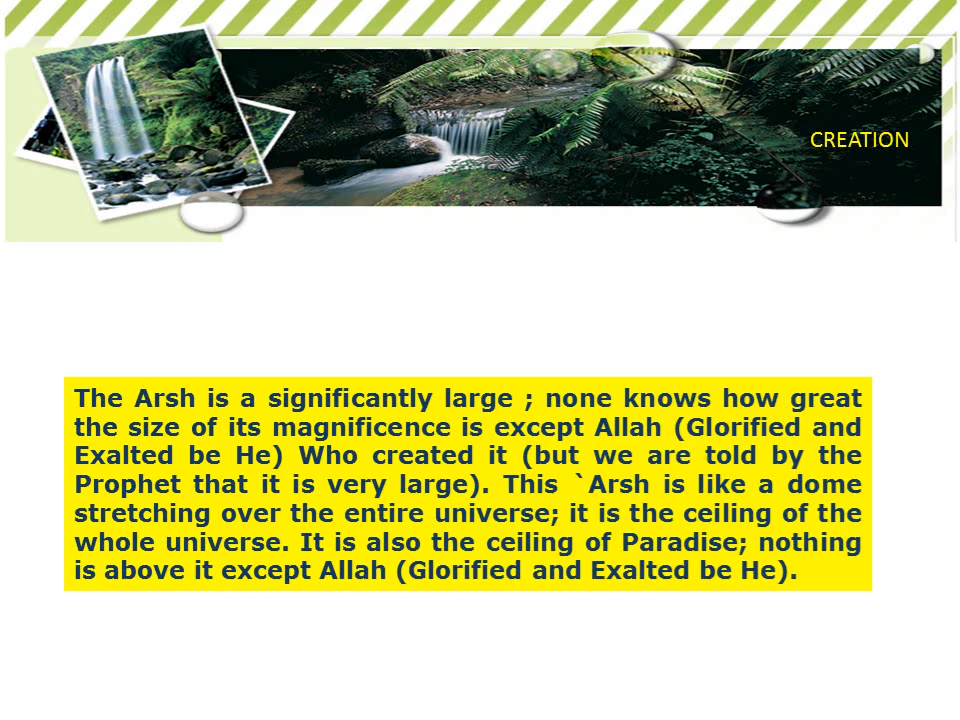 CREATION
The Arsh is a significantly large ; none knows how great
the size of its magnificence is except Allah (Glorified and
Exalted be He) Who created it (but we are told by the
Prophet that it is very large). This `Arsh is like a dome
stretching over the entire universe; it is the ceiling of the
whole universe. It is also the ceiling of Paradise; nothing
is above it except Allah (Glorified and Exalted be He).